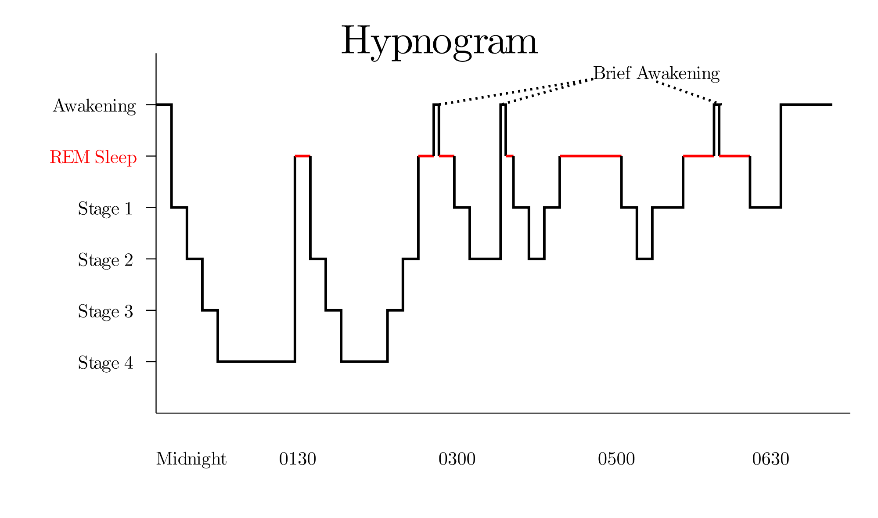 Hypnogram
Brief Awakening
Awakening
REM Sleep
Stage 1
Stage 2
Stage 3
Stage 4
Midnight 0130 0300 0500 0630